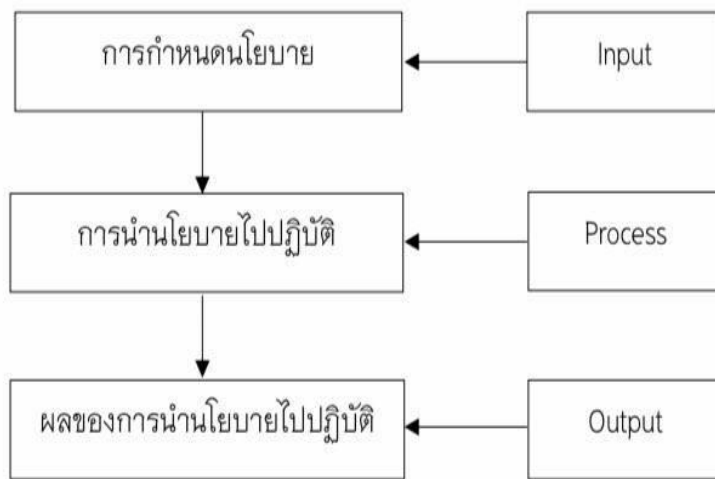 การกำหนดนโยบาย
Input
การนำนโยบายไปปฏิบัติ
Process
ผลของการนำนโยบายไปปฏิบัติ
Output